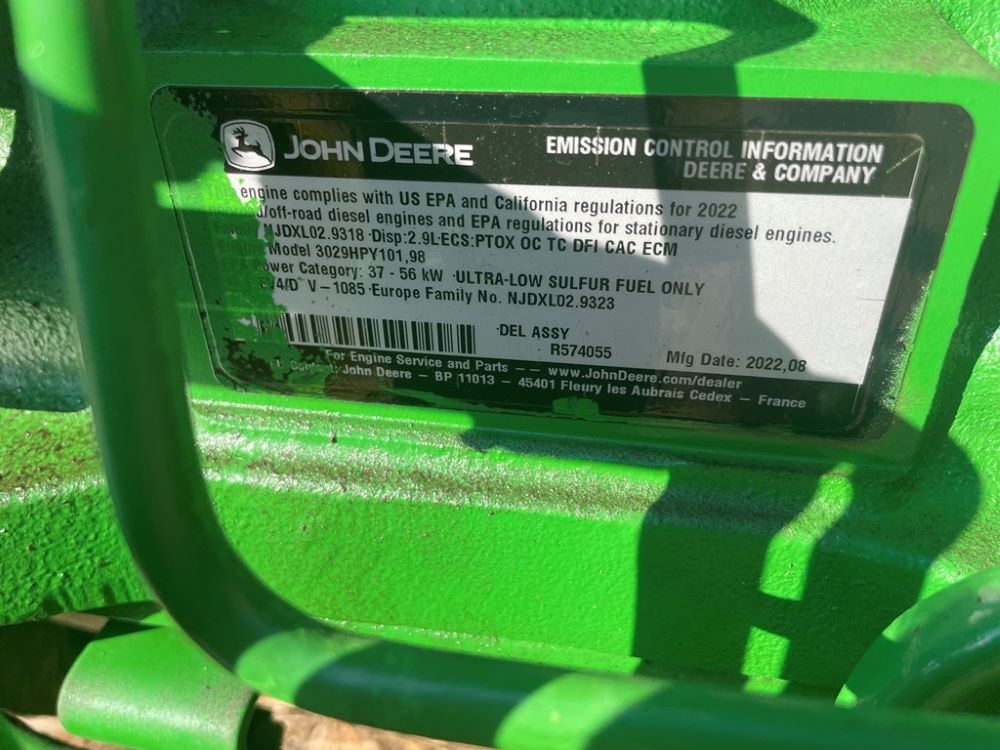 JOHN DEERE
EMISSION CONTROL INFORMATION
DEERE & COMPANY
engine complies with US EPA and California regulations for 2022
/off-road diesel engines and EPA regulations for stationary diesel engines.
NJDXL02.9318 ·Disp:2.9L·ECS:PTOX OC TC DFI CAC ECM
Model 3029HPY101,98
Power Category: 37 - 56 kW ·ULTRA-LOW SULFUR FUEL ONLY
V-1085·Europe Family No. NJDXL02.9323
·DEL ASSY
R574055
Mfg Date: 2022,08
For Engine Service and Parts — — www.JohnDeere.com/dealer
John Deere — BP 11013 — 45401 Fleury les Aubrais Cedex — France